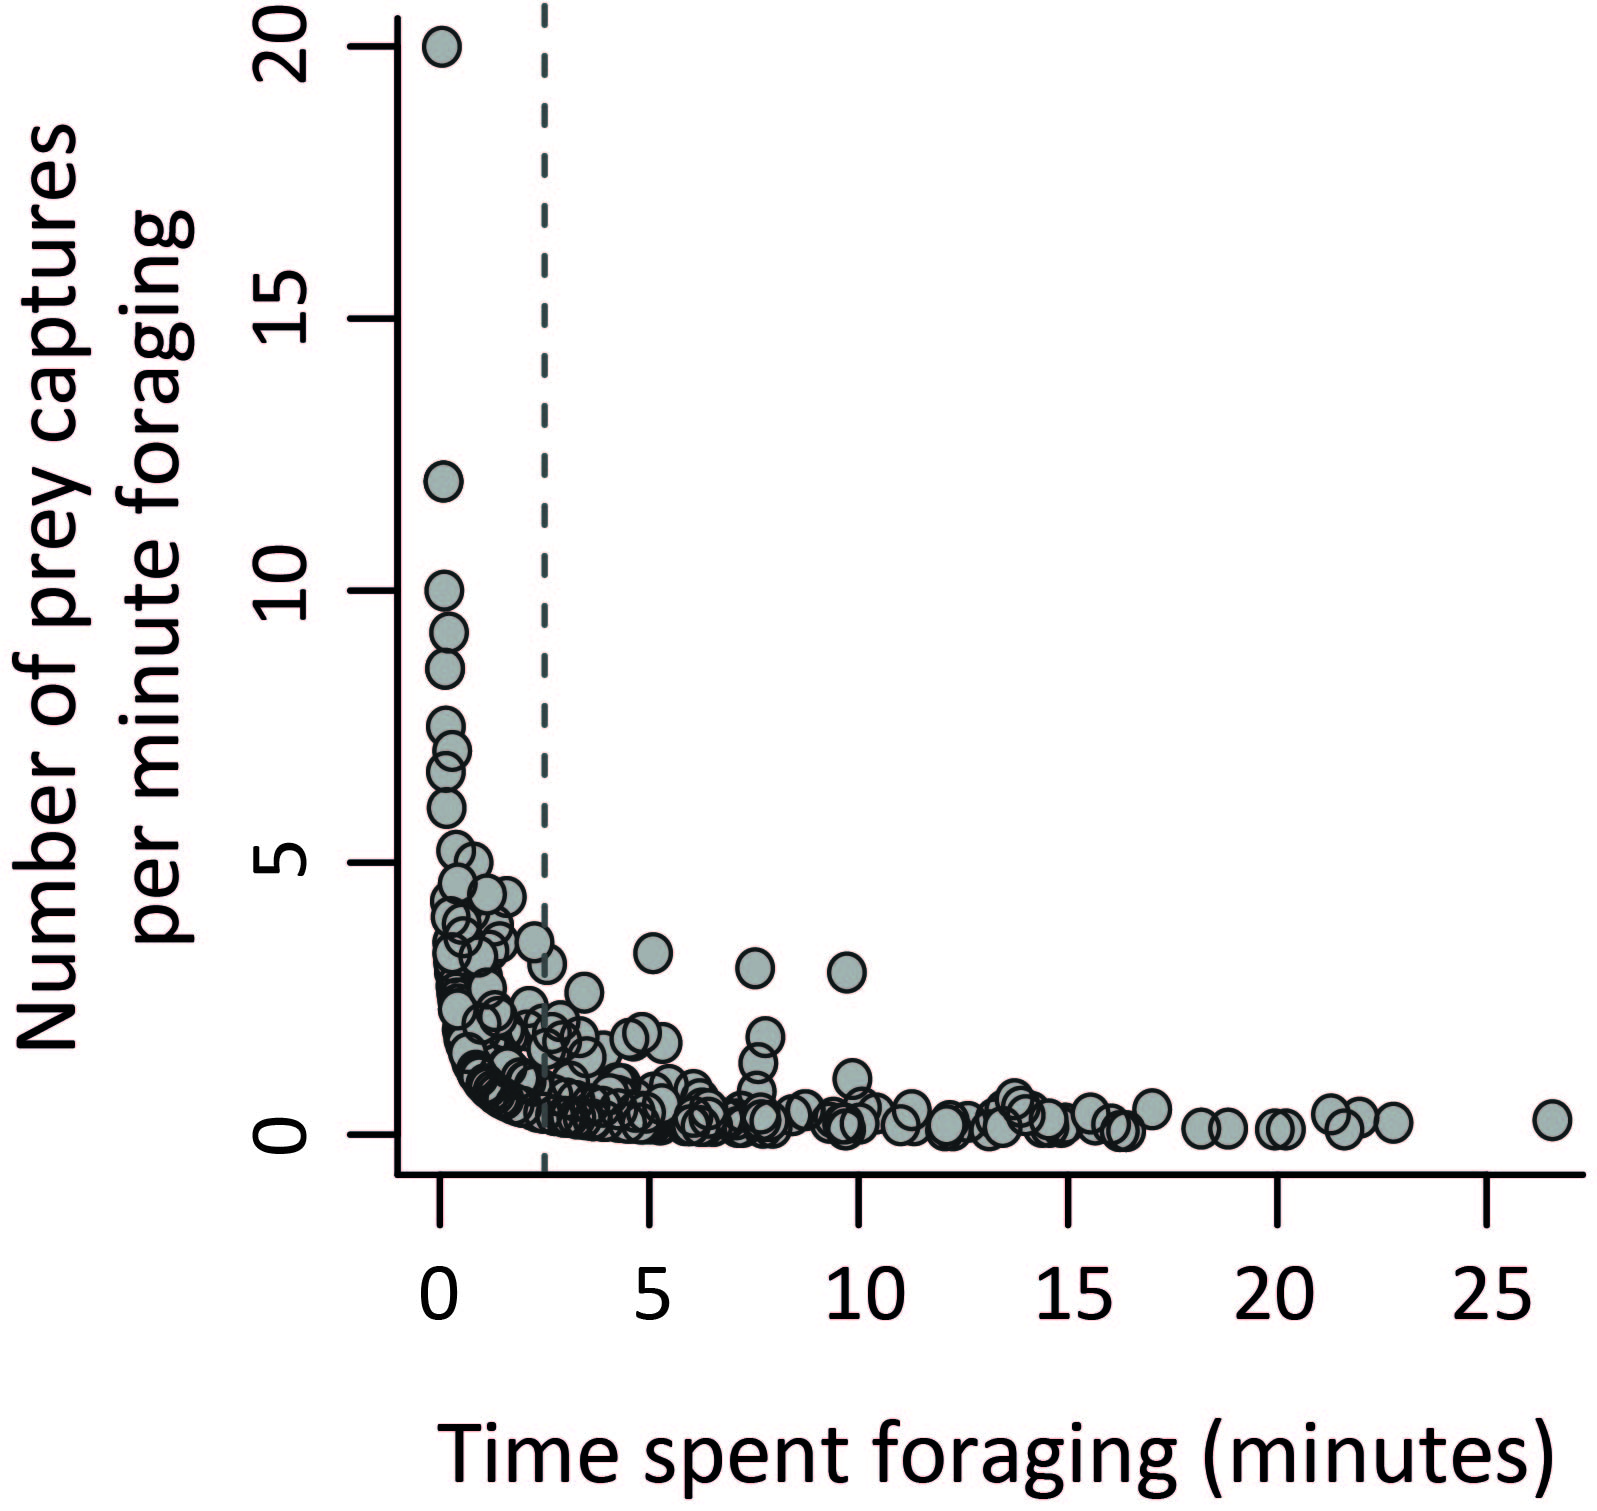 Number of prey captures
per minute foraging
20
15
10
5
0
0 5 10 15 20 25
Time spent foraging (minutes)